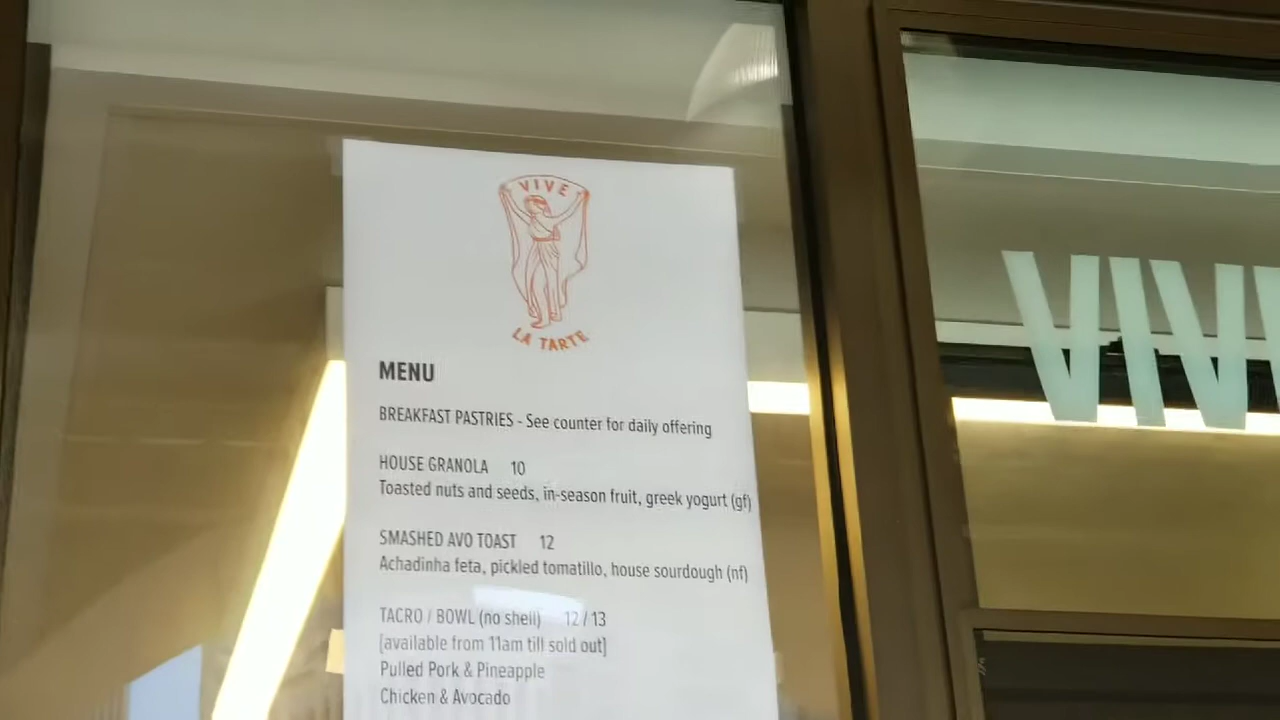 VIVE
LA TARTE
MENU
BREAKFAST PASTRIES - See counter for daily offering
HOUSE GRANOLA 10
Toasted nuts and seeds, in-season fruit, greek yogurt (gf)
SMASHED AVO TOAST 12
Achadinha feta, pickled tomatillo, house sourdough (nf)
TACRO / BOWL (no shell) 12 / 13
[available from 11am till sold out]
Pulled Pork & Pineapple
Chicken & Avocado
VIV